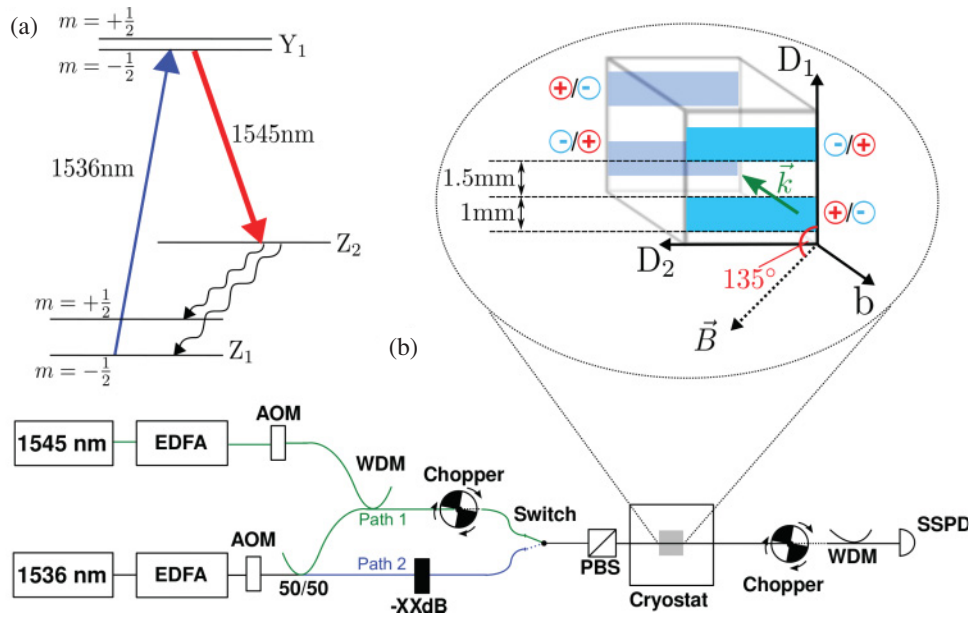 (a)
m = +1/2
m = −1/2
Y₁
1536nm
1545nm
Z₂
m = +1/2
m = −1/2
Z₁
(b)
D₁
⊕/⊖
⊖/⊕
⊖/⊕
⊕/⊖
1.5mm
1mm
k⃗
D₂
135°
b
B⃗
1545 nm
EDFA
AOM
WDM
Chopper
Path 1
Switch
1536 nm
EDFA
AOM
50/50
Path 2
-XXdB
PBS
Cryostat
Chopper
WDM
SSPD